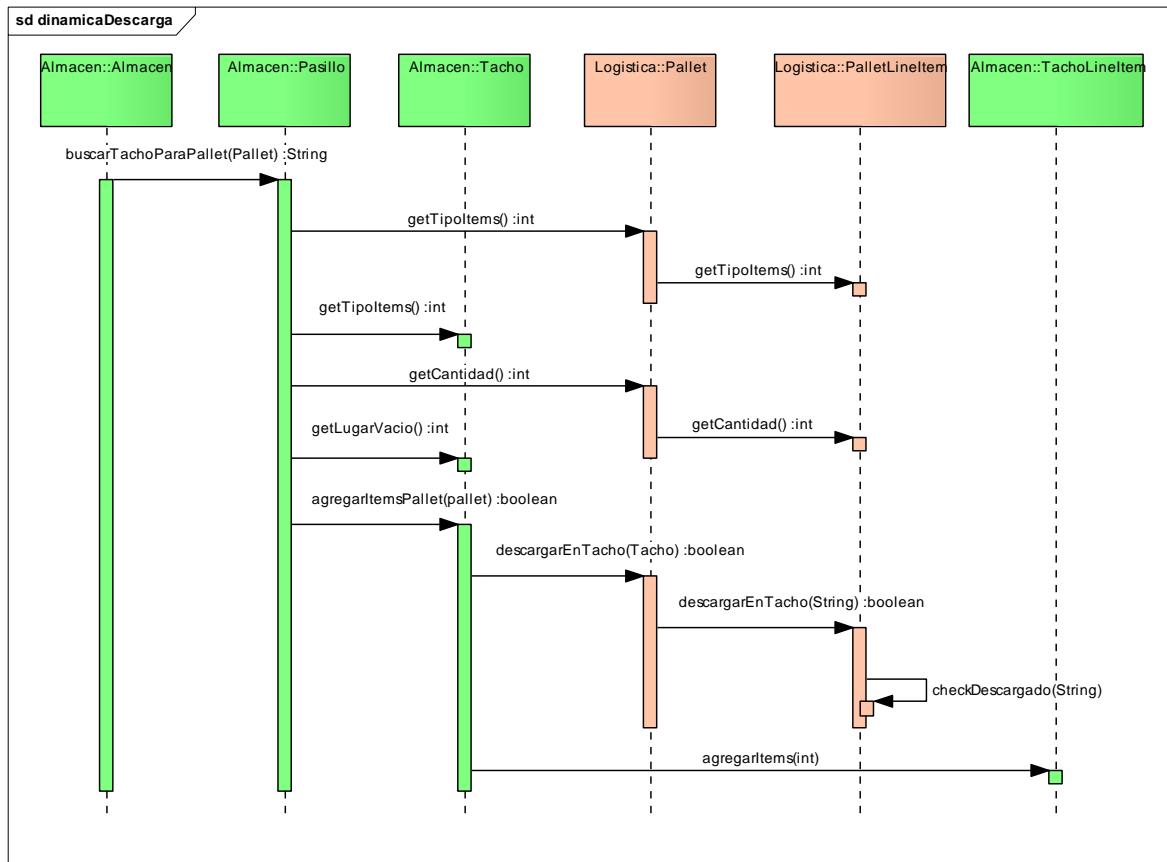 sd dinamicaDescarga
Almacen::Almacen
Almacen::Pasillo
Almacen::Tacho
Logistica::Pallet
Logistica::PalletLineItem
Almacen::TachoLineItem
buscarTachoParaPallet(Pallet) :String
getTipoItems() :int
getTipoItems() :int
getTipoItems() :int
getCantidad() :int
getCantidad() :int
getLugarVacio() :int
agregarItemsPallet(pallet) :boolean
descargarEnTacho(Tacho) :boolean
descargarEnTacho(String) :boolean
checkDescargado(String)
agregarItems(int)